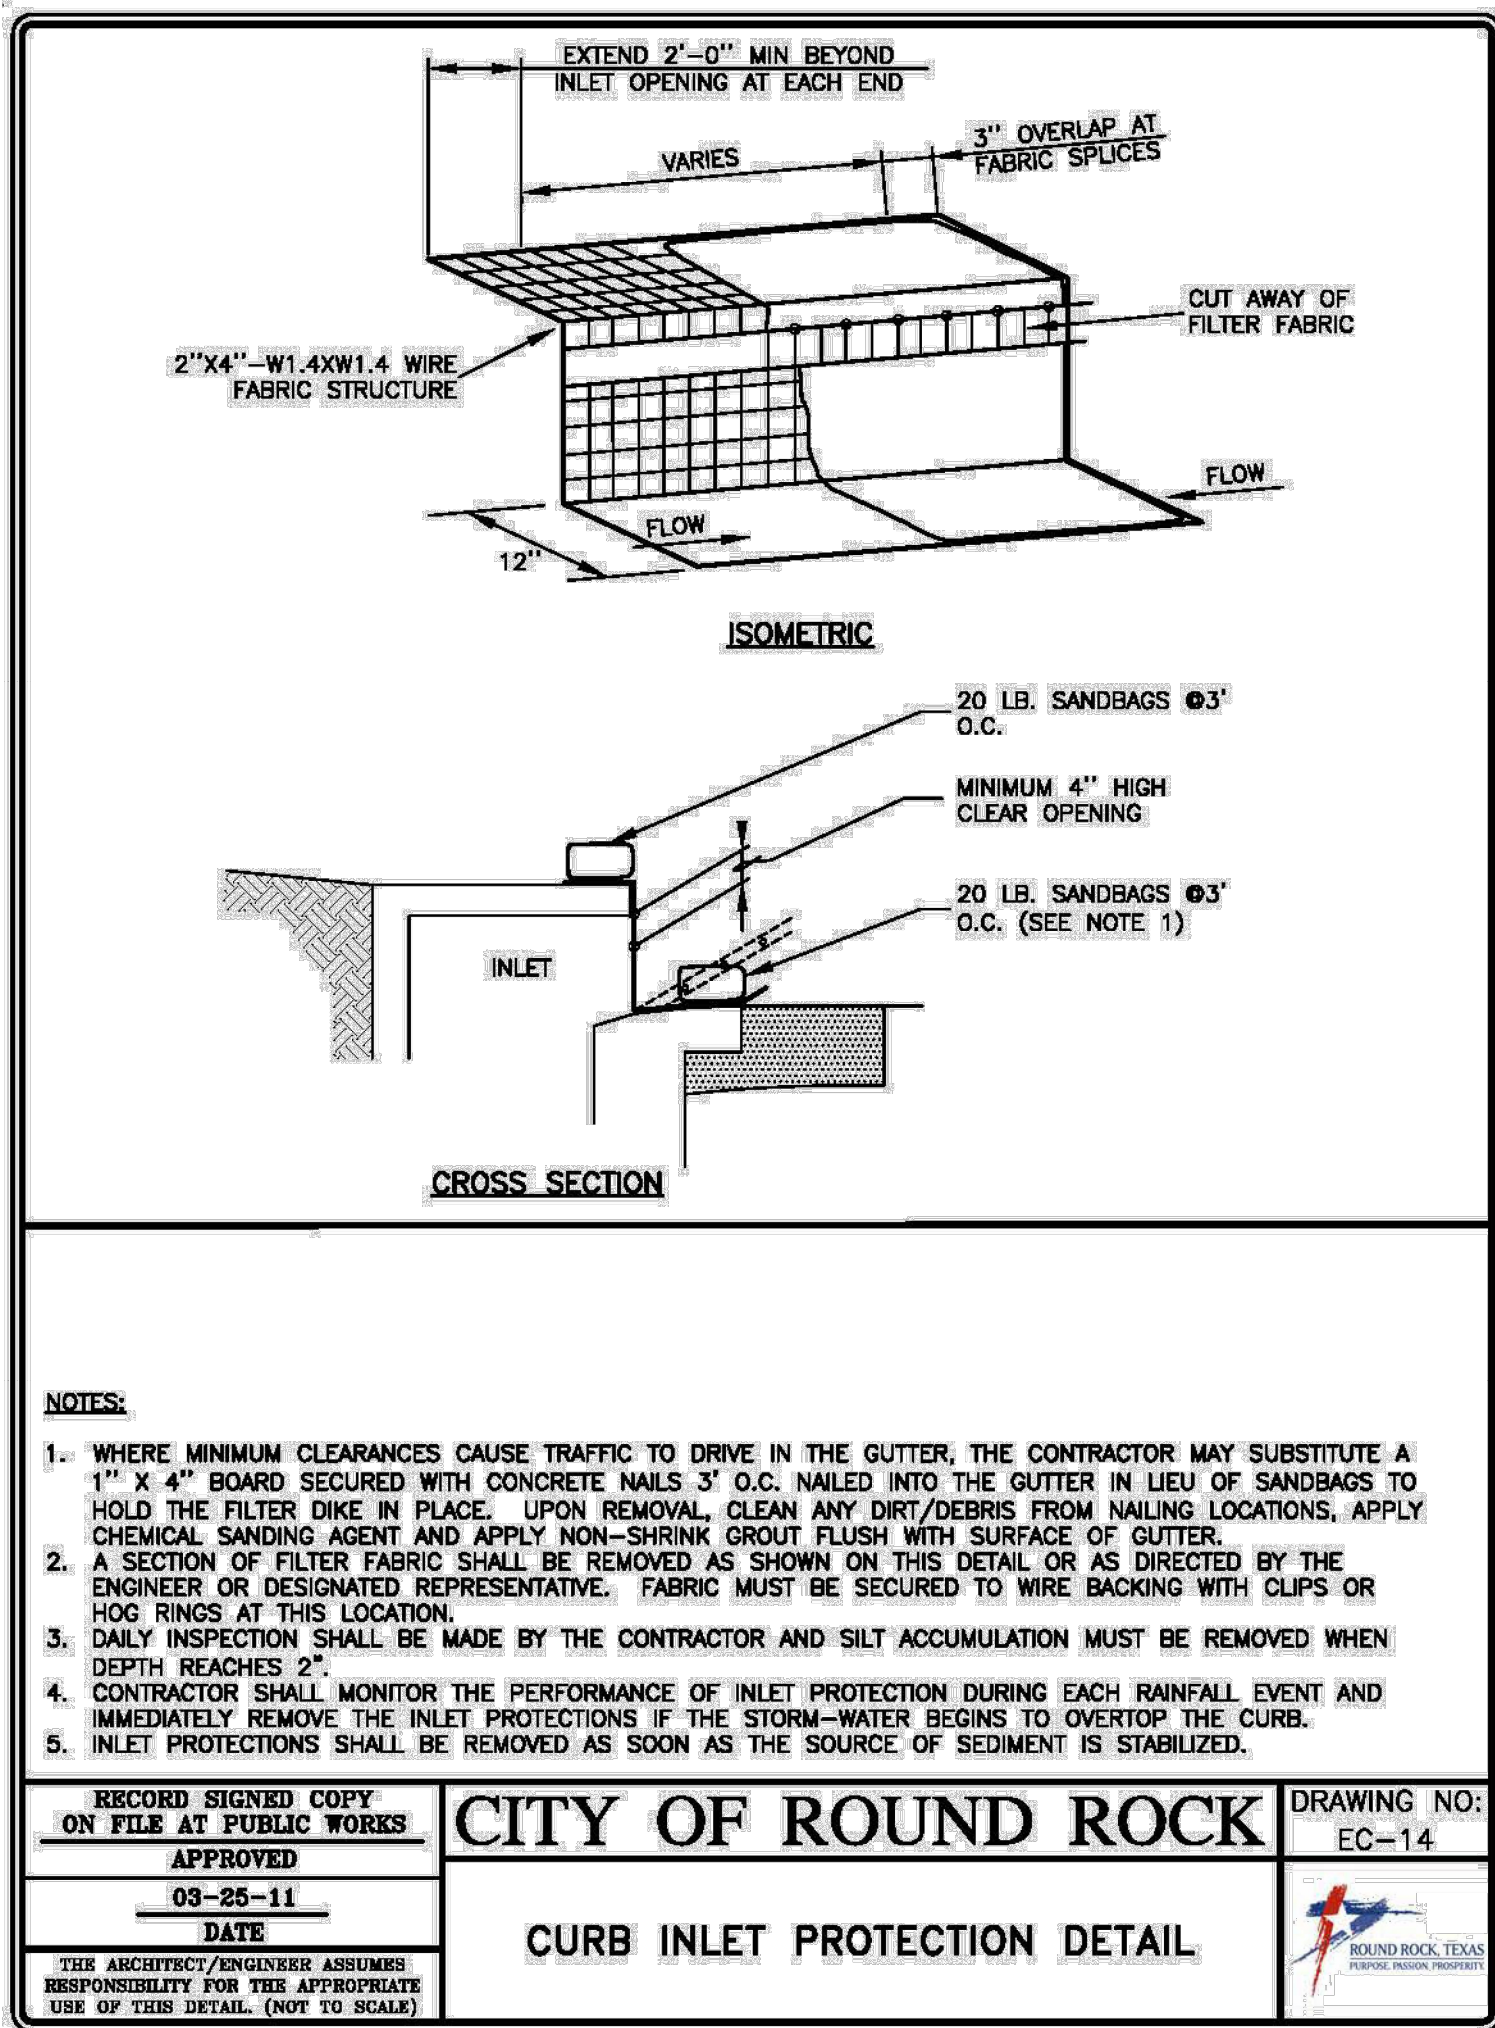 EXTEND 2'-0" MIN BEYOND
INLET OPENING AT EACH END
3" OVERLAP AT
FABRIC SPLICES
VARIES
CUT AWAY OF
FILTER FABRIC
2"X4"-W1.4XW1.4 WIRE
FABRIC STRUCTURE
FLOW
FLOW
12"
ISOMETRIC
20 LB. SANDBAGS @3'
O.C.
MINIMUM 4" HIGH
CLEAR OPENING
20 LB. SANDBAGS @3'
O.C. (SEE NOTE 1)
INLET
CROSS SECTION
NOTES:
1. WHERE MINIMUM CLEARANCES CAUSE TRAFFIC TO DRIVE IN THE GUTTER, THE CONTRACTOR MAY SUBSTITUTE A
1" X 4" BOARD SECURED WITH CONCRETE NAILS 3' O.C. NAILED INTO THE GUTTER IN LIEU OF SANDBAGS TO
HOLD THE FILTER DIKE IN PLACE. UPON REMOVAL, CLEAN ANY DIRT/DEBRIS FROM NAILING LOCATIONS, APPLY
CHEMICAL SANDING AGENT AND APPLY NON-SHRINK GROUT FLUSH WITH SURFACE OF GUTTER.
2. A SECTION OF FILTER FABRIC SHALL BE REMOVED AS SHOWN ON THIS DETAIL OR AS DIRECTED BY THE
ENGINEER OR DESIGNATED REPRESENTATIVE. FABRIC MUST BE SECURED TO WIRE BACKING WITH CLIPS OR
HOG RINGS AT THIS LOCATION.
3. DAILY INSPECTION SHALL BE MADE BY THE CONTRACTOR AND SILT ACCUMULATION MUST BE REMOVED WHEN
DEPTH REACHES 2".
4. CONTRACTOR SHALL MONITOR THE PERFORMANCE OF INLET PROTECTION DURING EACH RAINFALL EVENT AND
IMMEDIATELY REMOVE THE INLET PROTECTIONS IF THE STORM-WATER BEGINS TO OVERTOP THE CURB.
5. INLET PROTECTIONS SHALL BE REMOVED AS SOON AS THE SOURCE OF SEDIMENT IS STABILIZED.
RECORD SIGNED COPY
ON FILE AT PUBLIC WORKS
APPROVED
03-25-11
DATE
THE ARCHITECT/ENGINEER ASSUMES
RESPONSIBILITY FOR THE APPROPRIATE
USE OF THIS DETAIL. (NOT TO SCALE)
CITY OF ROUND ROCK
CURB INLET PROTECTION DETAIL
DRAWING NO:
EC-14
ROUND ROCK, TEXAS
PURPOSE. PASSION. PROSPERITY.